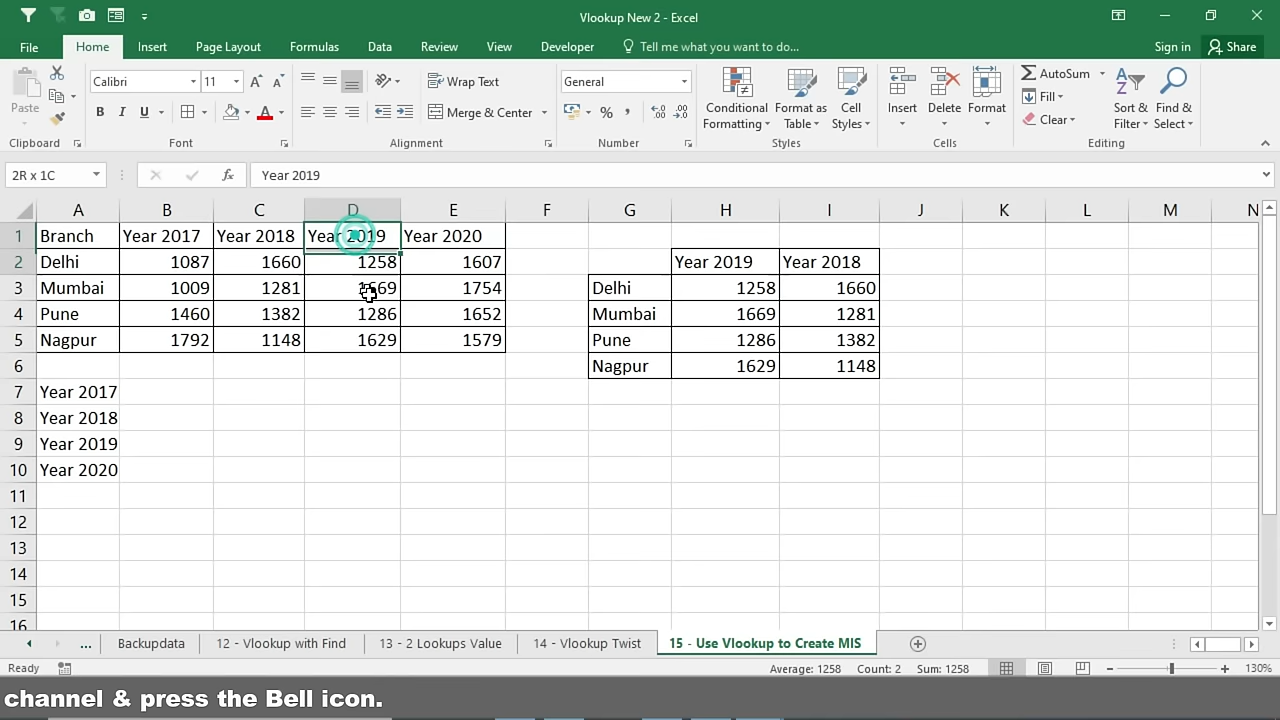 Vlookup New 2 - Excel
File Home Insert Page Layout Formulas Data Review View Developer Tell me what you want to do... Sign in Share
Paste
Calibri 11
Wrap Text
General
AutoSum
Fill
Clear
B I U
Merge & Center
Conditional Formatting
Format as Table
Cell Styles
Insert Delete Format
Sort & Filter
Find & Select
Clipboard Font Alignment Number Styles Cells Editing
2R x 1C fx Year 2019
A B C D E F G H I J K L M N
1 Branch Year 2017 Year 2018 Year 2019 Year 2020
2 Delhi 1087 1660 1258 1607 Year 2019 Year 2018
3 Mumbai 1009 1281 1669 1754 Delhi 1258 1660
4 Pune 1460 1382 1286 1652 Mumbai 1669 1281
5 Nagpur 1792 1148 1629 1579 Pune 1286 1382
6 Nagpur 1629 1148
7 Year 2017
8 Year 2018
9 Year 2019
10 Year 2020
11
12
13
14
15
16
... Backupdata 12 - Vlookup with Find 13 - 2 Lookups Value 14 - Vlookup Twist 15 - Use Vlookup to Create MIS
Ready Average: 1258 Count: 2 Sum: 1258 130%
channel & press the Bell icon.